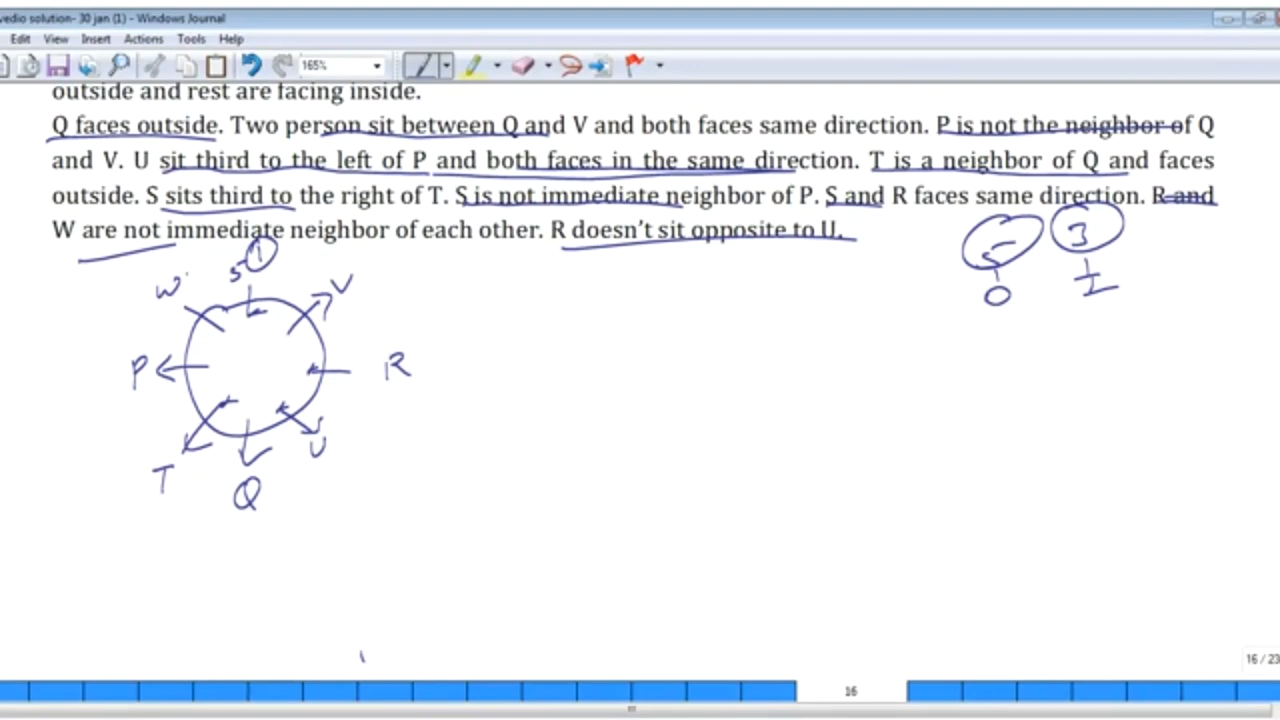 vedio solution- 30 jan (1) - Windows Journal
Edit View Insert Actions Tools Help
165%
outside and rest are facing inside.
Q faces outside. Two person sit between Q and V and both faces same direction. P is not the neighbor of Q
and V. U sit third to the left of P and both faces in the same direction. T is a neighbor of Q and faces
outside. S sits third to the right of T. S is not immediate neighbor of P. S and R faces same direction. R and
W are not immediate neighbor of each other. R doesn't sit opposite to U.
5 3
O I
W S 1 V
P R
T Q U
16 / 23
16